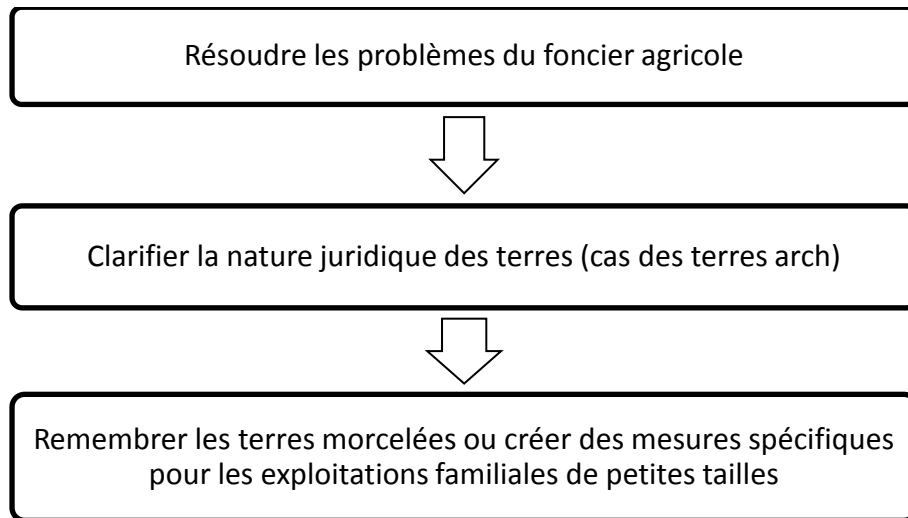 Résoudre les problèmes du foncier agricole
Clarifier la nature juridique des terres (cas des terres arch)
Remembrer les terres morcelées ou créer des mesures spécifiques
pour les exploitations familiales de petites tailles